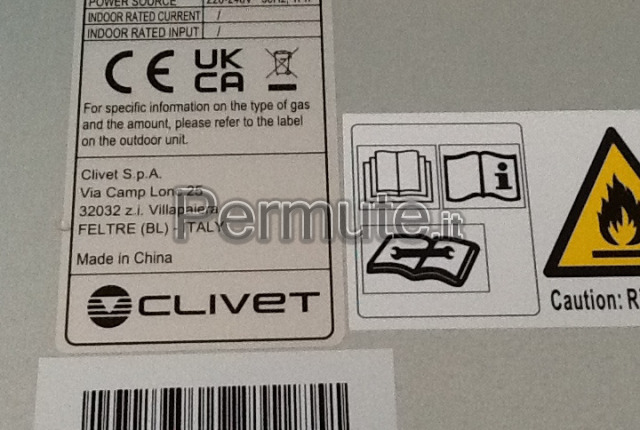 POWER SOURCE
INDOOR RATED CURRENT /
INDOOR RATED INPUT /
CE UK CA
For specific information on the type of gas
and the amount, please refer to the label
on the outdoor unit.
Clivet S.p.A.
Via Camp Lonc 25
32032 z.i. Villapaiera
FELTRE (BL) - ITALY
Made in China
CLIVET
Permute.it
i
Caution: R